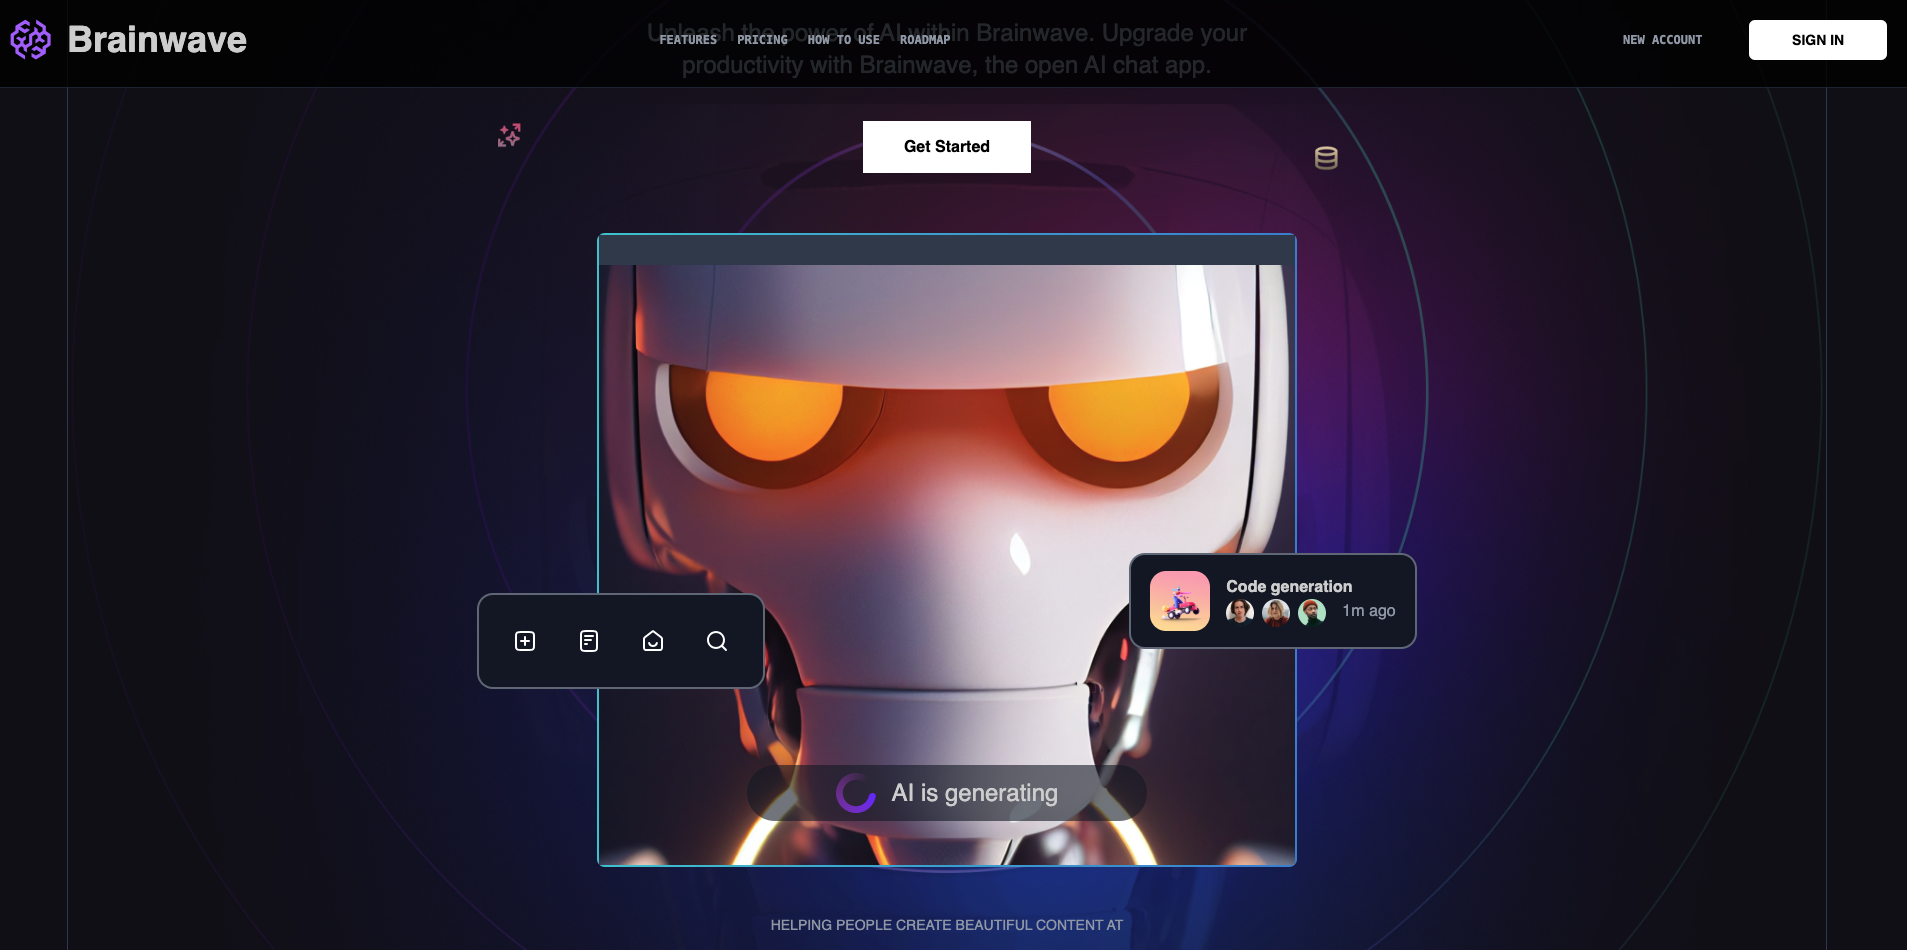 Brainwave
FEATURES PRICING HOW TO USE ROADMAP
NEW ACCOUNT
SIGN IN
Unleash the power of AI within Brainwave. Upgrade your
productivity with Brainwave, the open AI chat app.
Get Started
Code generation
1m ago
AI is generating
HELPING PEOPLE CREATE BEAUTIFUL CONTENT AT